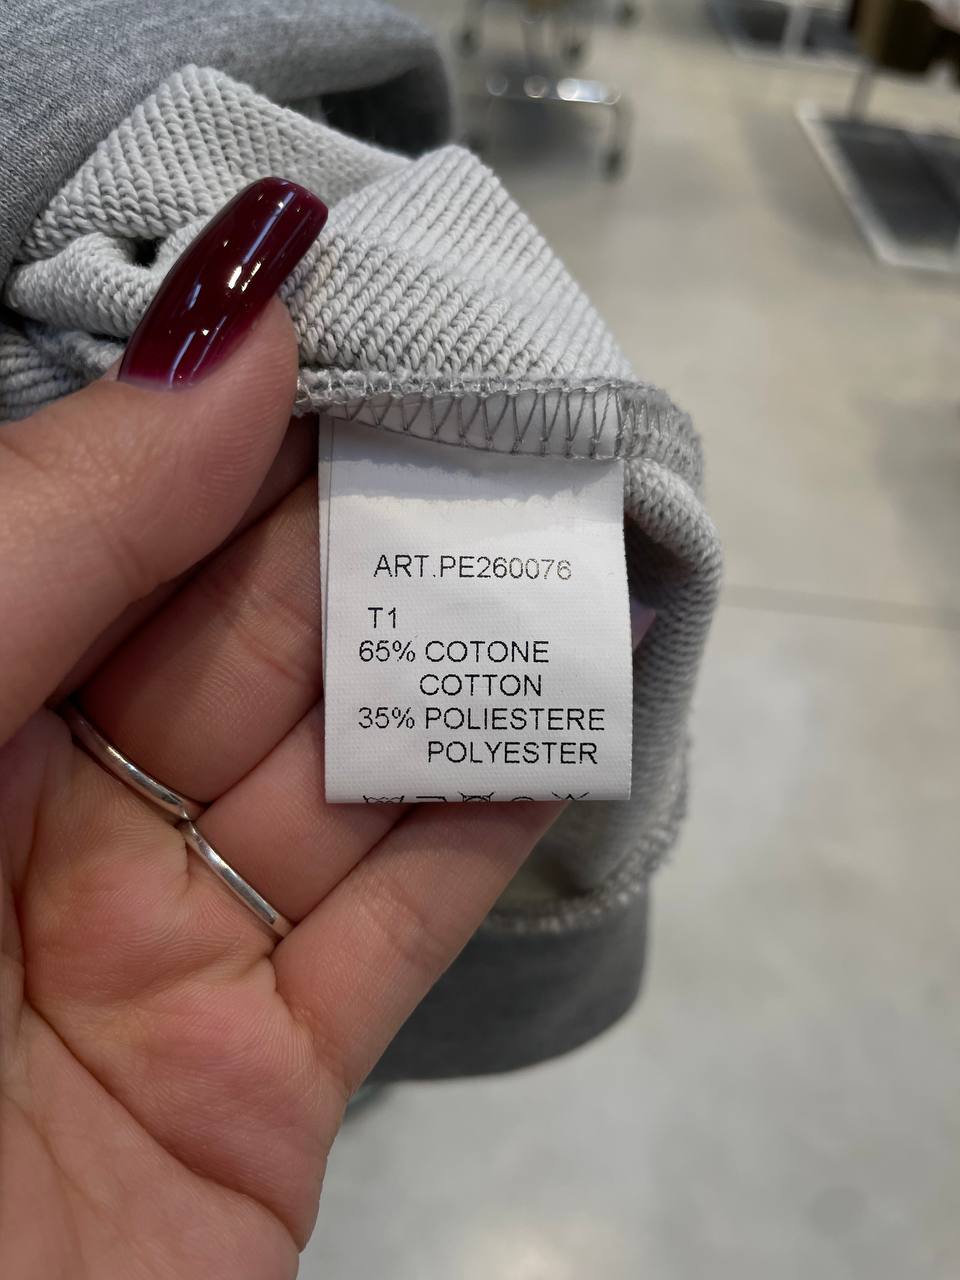 ART.PE260076
T1
65% COTONE
COTTON
35% POLIESTERE
POLYESTER